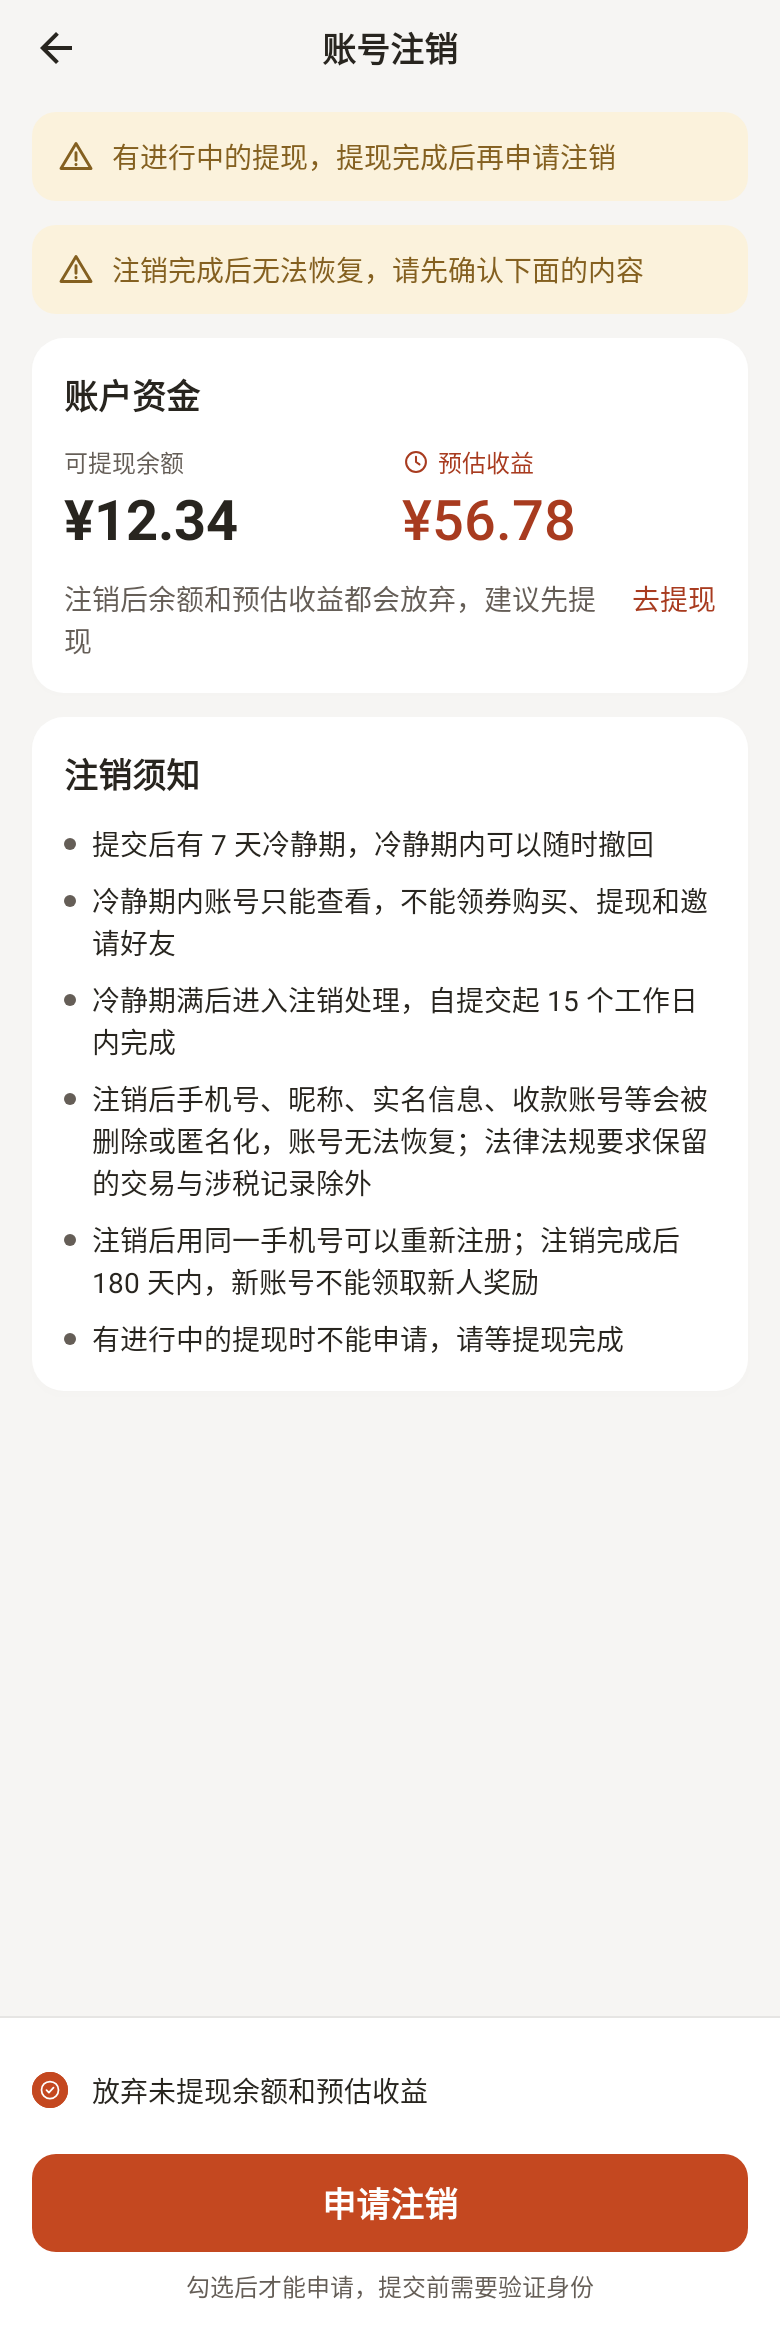 账号注销
有进行中的提现，提现完成后再申请注销
注销完成后无法恢复，请先确认下面的内容
账户资金
可提现余额
预估收益
¥12.34
¥56.78
注销后余额和预估收益都会放弃，建议先提
去提现
现
注销须知
提交后有 7 天冷静期，冷静期内可以随时撤回
冷静期内账号只能查看，不能领券购买、提现和邀
请好友
冷静期满后进入注销处理，自提交起 15 个工作日
内完成
注销后手机号、昵称、实名信息、收款账号等会被
删除或匿名化，账号无法恢复；法律法规要求保留
的交易与涉税记录除外
注销后用同一手机号可以重新注册；注销完成后
180 天内，新账号不能领取新人奖励
有进行中的提现时不能申请，请等提现完成
放弃未提现余额和预估收益
申请注销
勾选后才能申请，提交前需要验证身份